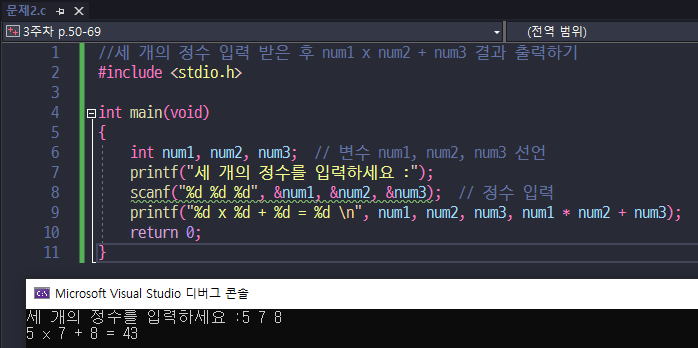 문제2.c
3주차 p.50-69
(전역 범위)
1 //세 개의 정수 입력 받은 후 num1 x num2 + num3 결과 출력하기
2 #include <stdio.h>
3
4 int main(void)
5 {
6 int num1, num2, num3; // 변수 num1, num2, num3 선언
7 printf("세 개의 정수를 입력하세요 :");
8 scanf("%d %d %d", &num1, &num2, &num3); // 정수 입력
9 printf("%d x %d + %d = %d \n", num1, num2, num3, num1 * num2 + num3);
10 return 0;
11 }
Microsoft Visual Studio 디버그 콘솔
세 개의 정수를 입력하세요 :5 7 8
5 x 7 + 8 = 43